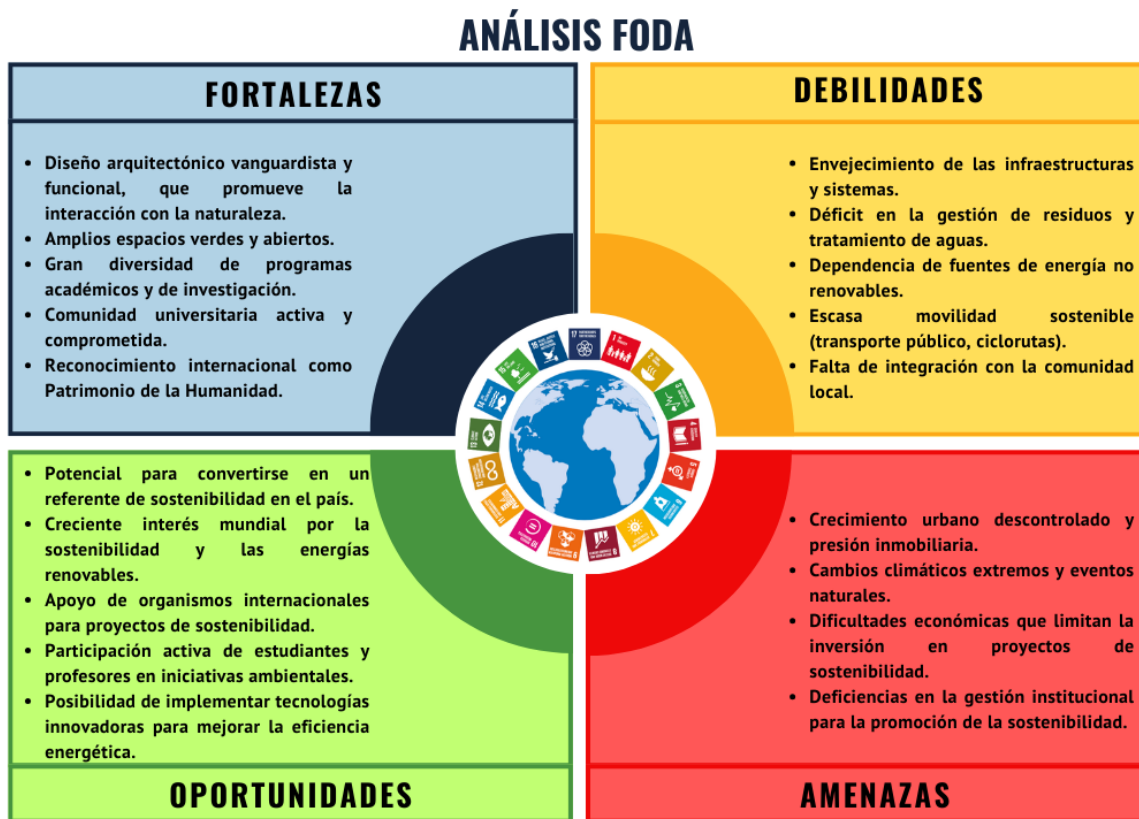 ANÁLISIS FODA
FORTALEZAS
• Diseño arquitectónico vanguardista y
funcional, que promueve la
interacción con la naturaleza.
• Amplios espacios verdes y abiertos.
• Gran diversidad de programas
académicos y de investigación.
• Comunidad universitaria activa y
comprometida.
• Reconocimiento internacional como
Patrimonio de la Humanidad.
DEBILIDADES
• Envejecimiento de las infraestructuras
y sistemas.
• Déficit en la gestión de residuos y
tratamiento de aguas.
• Dependencia de fuentes de energía no
renovables.
• Escasa movilidad sostenible
(transporte público, ciclorutas).
• Falta de integración con la comunidad
local.
• Potencial para convertirse en un
referente de sostenibilidad en el país.
• Creciente interés mundial por la
sostenibilidad y las energías
renovables.
• Apoyo de organismos internacionales
para proyectos de sostenibilidad.
• Participación activa de estudiantes y
profesores en iniciativas ambientales.
• Posibilidad de implementar tecnologías
innovadoras para mejorar la eficiencia
energética.
OPORTUNIDADES
• Crecimiento urbano descontrolado y
presión inmobiliaria.
• Cambios climáticos extremos y eventos
naturales.
• Dificultades económicas que limitan la
inversión en proyectos de
sostenibilidad.
• Deficiencias en la gestión institucional
para la promoción de la sostenibilidad.
AMENAZAS